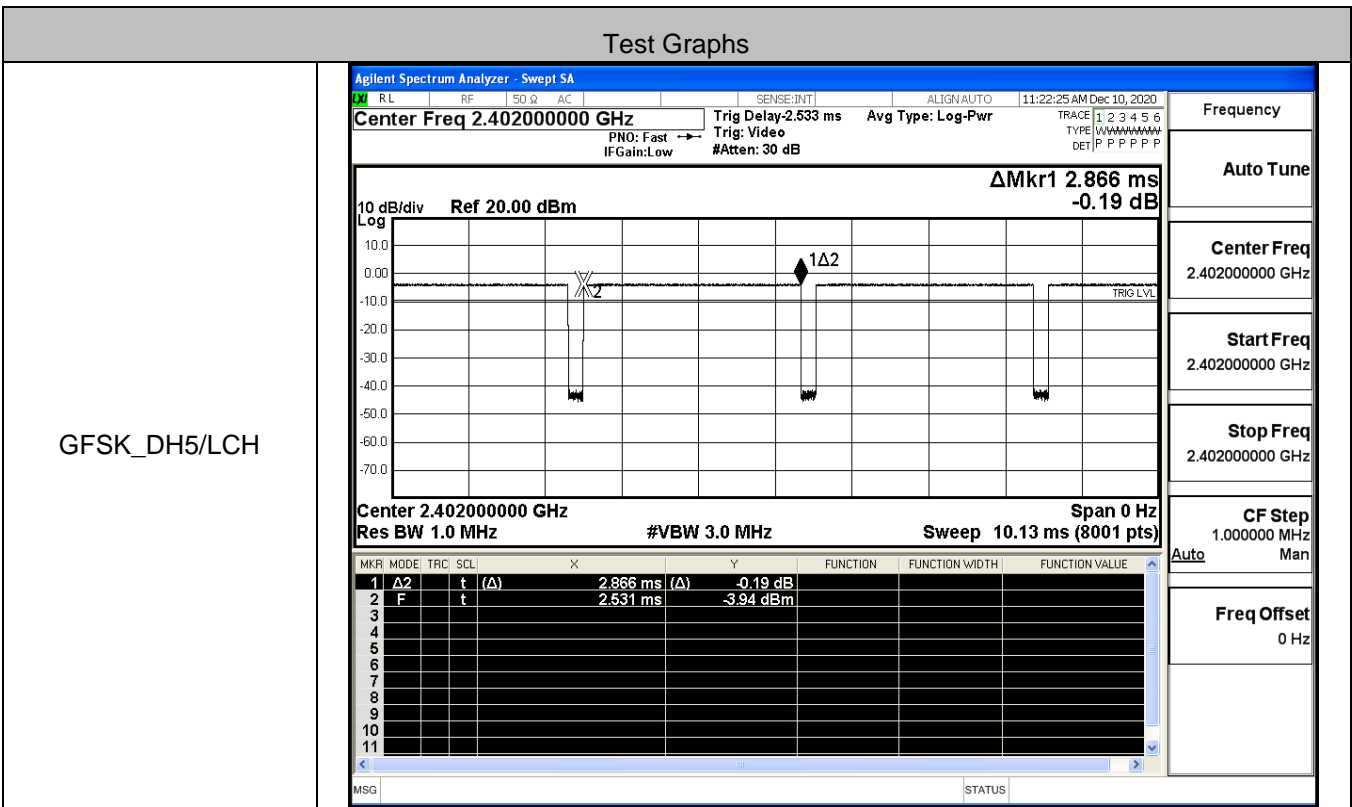 Test Graphs
GFSK_DH5/LCH
Agilent Spectrum Analyzer - Swept SA
LXI RL RF 50 Ω AC SENSE:INT ALIGN AUTO 11:22:25 AM Dec 10, 2020
Center Freq 2.402000000 GHz Trig Delay-2.533 ms Avg Type: Log-Pwr TRACE 1 2 3 4 5 6
PNO: Fast Trig: Video TYPE WWWWWW
IFGain:Low #Atten: 30 dB DET P P P P P P
ΔMkr1 2.866 ms
10 dB/div Ref 20.00 dBm -0.19 dB
Log
10.0
0.00
-10.0
-20.0
-30.0
-40.0
-50.0
-60.0
-70.0
1Δ2
2
TRIG LVL
Center 2.402000000 GHz Span 0 Hz
Res BW 1.0 MHz #VBW 3.0 MHz Sweep 10.13 ms (8001 pts)
MKR MODE TRC SCL X Y FUNCTION FUNCTION WIDTH FUNCTION VALUE
1 Δ2 t (Δ) 2.866 ms (Δ) -0.19 dB
2 F t 2.531 ms -3.94 dBm
3
4
5
6
7
8
9
10
11
MSG STATUS
Frequency
Auto Tune
Center Freq
2.402000000 GHz
Start Freq
2.402000000 GHz
Stop Freq
2.402000000 GHz
CF Step
1.000000 MHz
Auto Man
Freq Offset
0 Hz